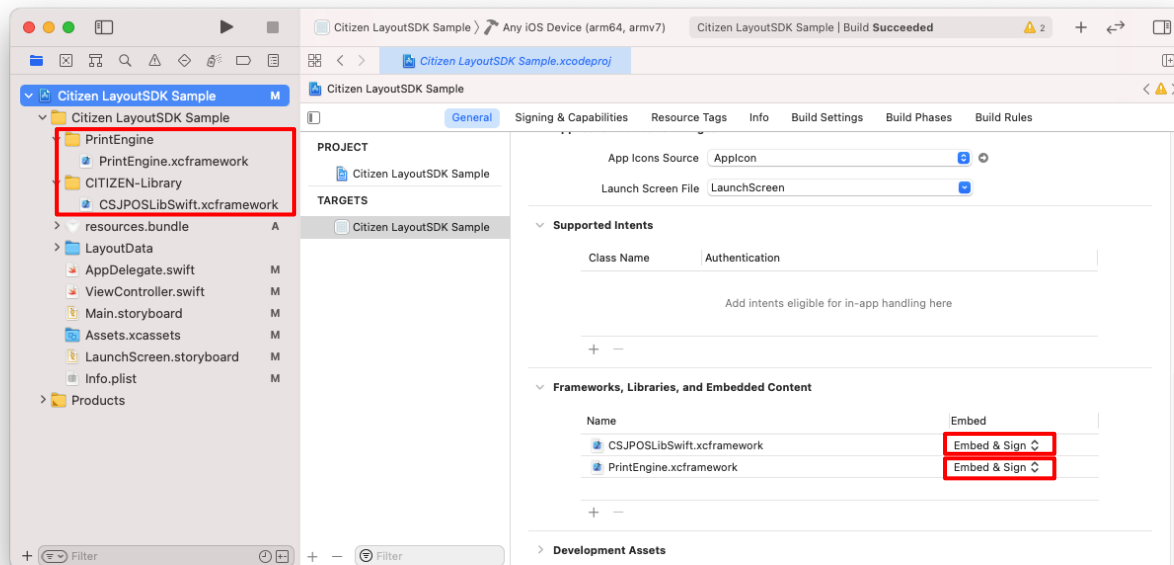 Citizen LayoutSDK Sample Any iOS Device (arm64, armv7) Citizen LayoutSDK Sample | Build Succeeded 2
Citizen LayoutSDK Sample.xcodeproj
Citizen LayoutSDK Sample M
Citizen LayoutSDK Sample
PrintEngine
PrintEngine.xcframework
CITIZEN-Library
CSJPOSLibSwift.xcframework
resources.bundle A
LayoutData
AppDelegate.swift M
ViewController.swift M
Main.storyboard M
Assets.xcassets M
LaunchScreen.storyboard M
Info.plist M
Products
Filter
Citizen LayoutSDK Sample
General Signing & Capabilities Resource Tags Info Build Settings Build Phases Build Rules
PROJECT
Citizen LayoutSDK Sample
TARGETS
Citizen LayoutSDK Sample
Filter
App Icons Source AppIcon
Launch Screen File LaunchScreen
Supported Intents
Class Name Authentication
Add intents eligible for in-app handling here
Frameworks, Libraries, and Embedded Content
Name Embed
CSJPOSLibSwift.xcframework Embed & Sign
PrintEngine.xcframework Embed & Sign
Development Assets